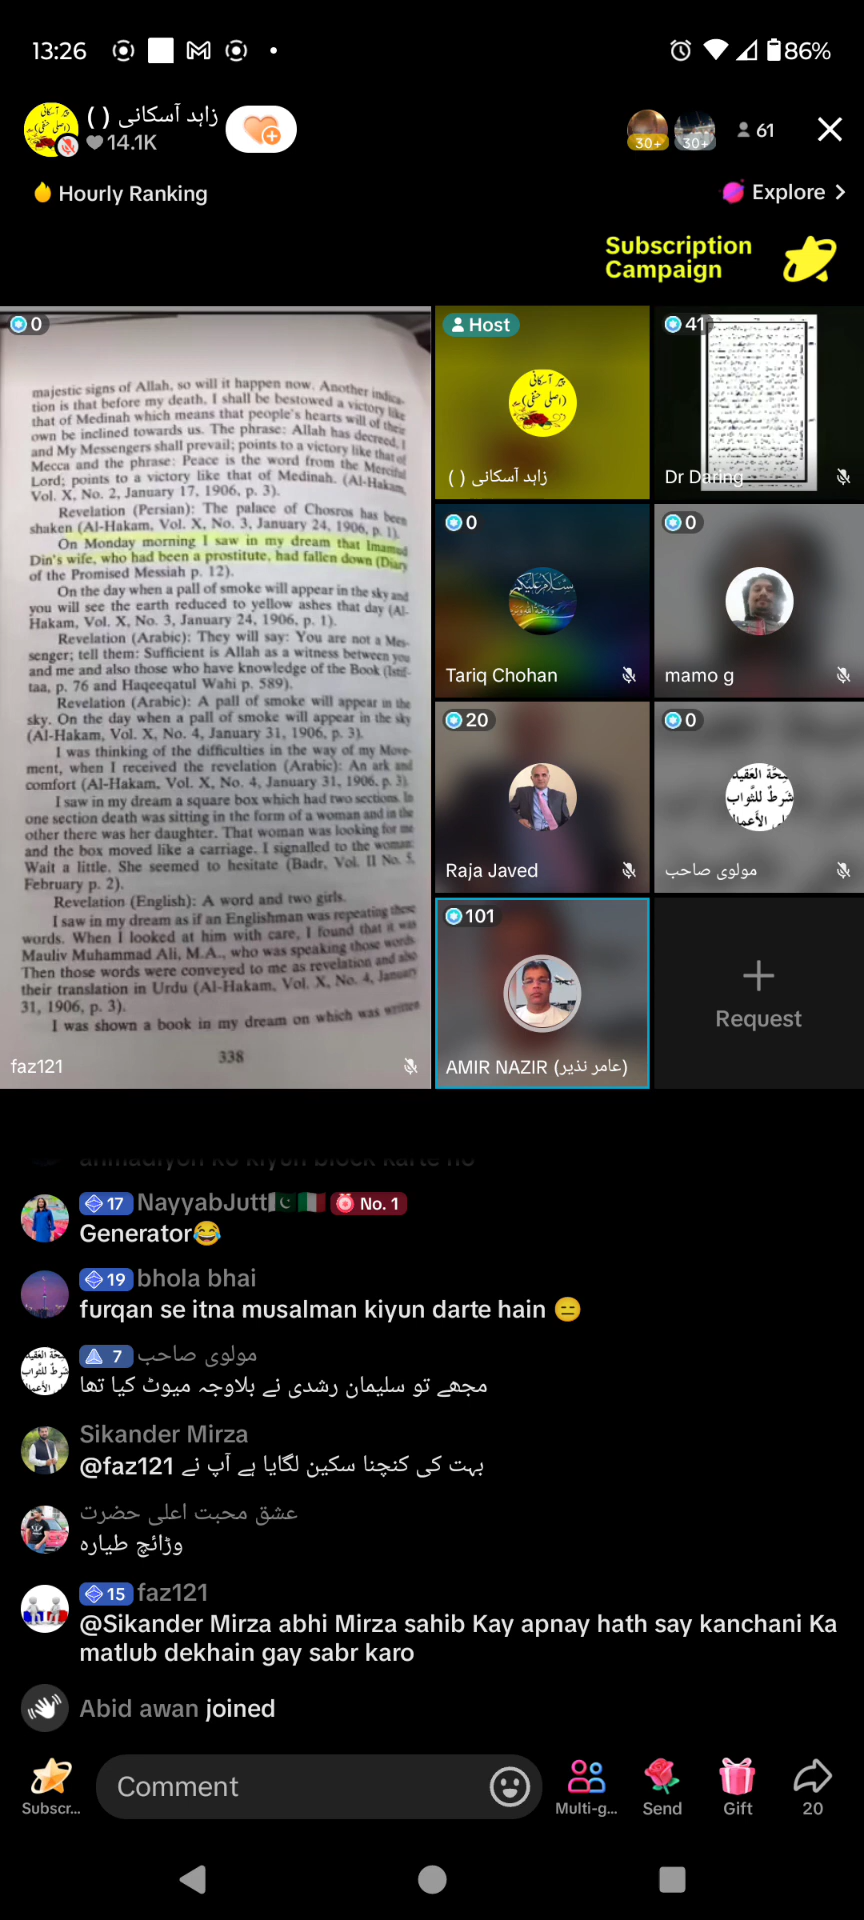 13:26
86%
زاہد آسکانی ( )
14.1K
30+
30+
61
Hourly Ranking
Explore
Subscription
Campaign
0
majestic signs of Allah, so will it happen now. Another indica-
tion is that before my death, I shall be bestowed a victory like
that of Medinah which means that people's hearts will of their
own be inclined towards us. The phrase: Allah has decreed, I
and My Messengers shall prevail; points to a victory like that of
Mecca and the phrase: Peace is the word from the Merciful
Lord; points to a victory like that of Medinah. (Al-Hakam,
Vol. X, No. 2, January 17, 1906, p. 3).
Revelation (Persian): The palace of Chosros has been
shaken (Al-Hakam, Vol. X, No. 3, January 24, 1906, p. 1).
On Monday morning I saw in my dream that Imamud
Din's wife, who had been a prostitute, had fallen down (Diary
of the Promised Messiah p. 12).
On the day when a pall of smoke will appear in the sky and
you will see the earth reduced to yellow ashes that day (Al-
Hakam, Vol. X, No. 3, January 24, 1906, p. 1).
Revelation (Arabic): They will say: You are not a Mes-
senger; tell them: Sufficient is Allah as a witness between you
and me and also those who have knowledge of the Book (Istif-
taa, p. 76 and Haqeeqatul Wahi p. 589).
Revelation (Arabic): A pall of smoke will appear in the
sky. On the day when a pall of smoke will appear in the sky
(Al-Hakam, Vol. X, No. 4, January 31, 1906, p. 3).
I was thinking of the difficulties in the way of my Move-
ment, when I received the revelation (Arabic): An ark and
comfort (Al-Hakam, Vol. X, No. 4, January 31, 1906, p. 3).
I saw in my dream a square box which had two sections. In
one section death was sitting in the form of a woman and in the
other there was her daughter. That woman was looking for me
and the box moved like a carriage. I signalled to the woman:
Wait a little. She seemed to hesitate (Badr, Vol. II No. 5,
February p. 2).
Revelation (English): A word and two girls.
I saw in my dream as if an Englishman was repeating these
words. When I looked at him with care, I found that it was
Mauliv Muhammad Ali, M.A., who was speaking those words.
Then those words were conveyed to me as revelation and also
their translation in Urdu (Al-Hakam, Vol. X, No. 4, January
31, 1906, p. 3).
I was shown a book in my dream on which was written
338
faz121
Host
پیر آسکانی
(اصلی حنفی)
زاہد آسکانی ( )
41
Dr Daring
0
Tariq Chohan
0
mamo g
20
Raja Javed
0
شَرطٌ للثَّواب
مولوی صاحب
101
AMIR NAZIR (عامر نذیر)
Request
ahmadiyon ko kiyun block karte ho
17 NayyabJutt No. 1
Generator😂
19 bhola bhai
furqan se itna musalman kiyun darte hain 😑
7 مولوی صاحب
مجھے تو سلیمان رشدی نے بلاوجہ میوٹ کیا تھا
Sikander Mirza
@faz121 بہت کی کنچنا سکین لگایا ہے آپ نے
عشق محبت اعلی حضرت
وڑائچ طیارہ
15 faz121
@Sikander Mirza abhi Mirza sahib Kay apnay hath say kanchani Ka
matlub dekhain gay sabr karo
Abid awan joined
Comment
Subscr...
Multi-g...
Send
Gift
20